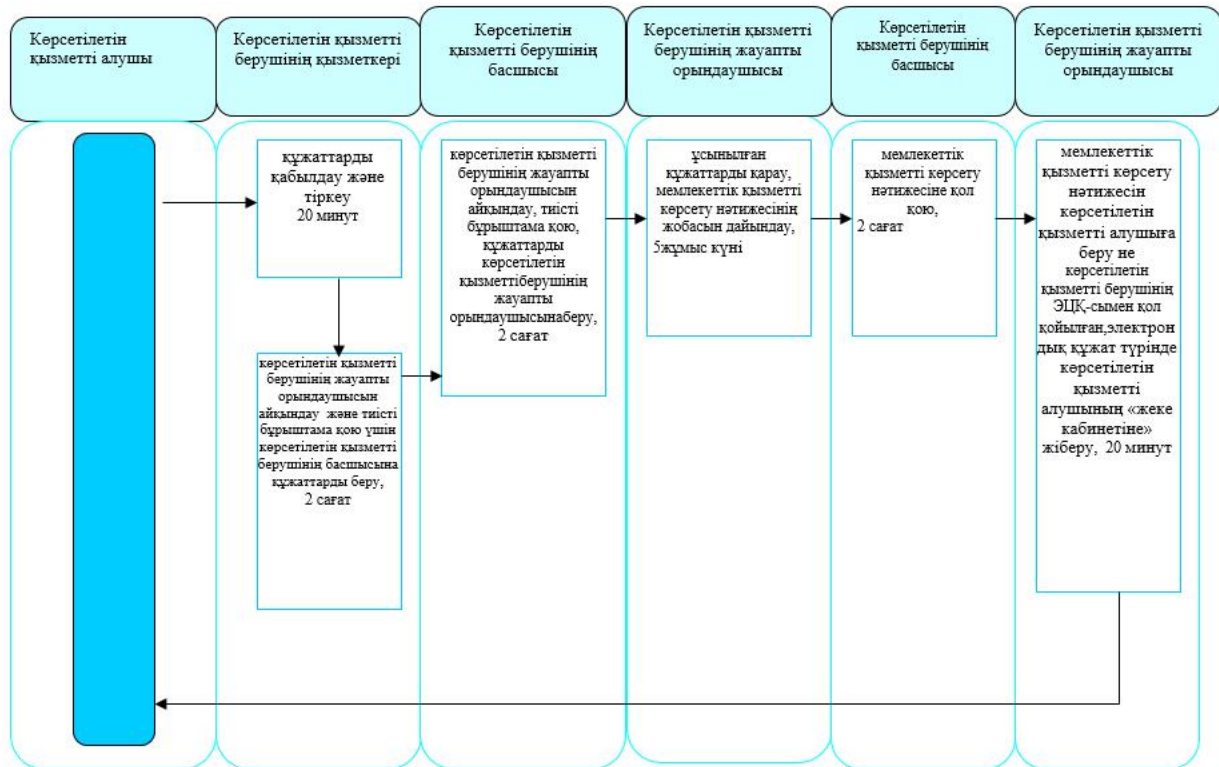 Көрсетілетін
қызметті алушы
Көрсетілетін қызметті
берушінің қызметкері
Көрсетілетін
қызметті берушінің
басшысы
Көрсетілетін қызметті
берушінің жауапты
орындаушысы
Көрсетілетін
қызметті берушінің
басшысы
Көрсетілетін қызметті
берушінің жауапты
орындаушысы
құжаттарды
қабылдау және
тіркеу
20 минут
көрсетілетін қызметті
берушінің жауапты
орындаушысын
айқындау және тиісті
бұрыштама қою үшін
көрсетілетін қызметті
берушінің басшысына
құжаттарды беру,
2 сағат
көрсетілетін қызметті
берушінің жауапты
орындаушысын
айқындау, тиісті
бұрыштама қою,
құжаттарды
көрсетілетін
қызметтіберушінің
жауапты
орындаушысынаберу,
2 сағат
ұсынылған
құжаттарды қарау,
мемлекеттік қызметті
көрсету нәтижесінің
жобасын дайындау,
5жұмыс күні
мемлекеттік
қызметті көрсету
нәтижесіне қол
қою,
2 сағат
мемлекеттік
қызметті көрсету
нәтижесін
көрсетілетін
қызметті алушыға
беру не
көрсетілетін
қызметті берушінің
ЭЦҚ-сымен қол
қойылған,электрон
дық құжат түрінде
көрсетілетін
қызметті
алушының «жеке
кабинетіне»
жіберу, 20 минут